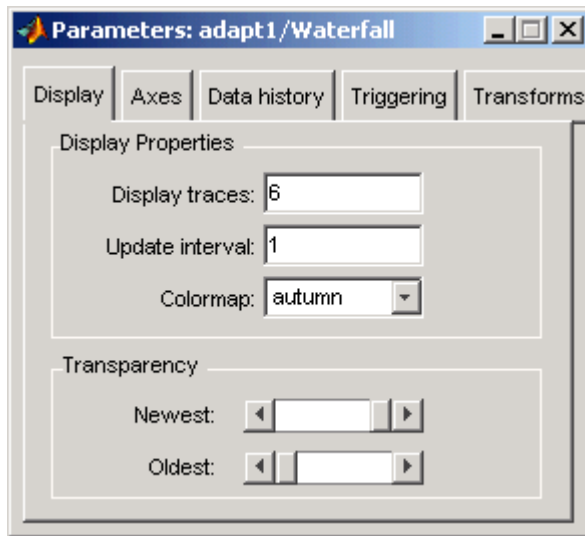 Parameters: adapt1/Waterfall
Display Axes Data history Triggering Transforms
Display Properties
Display traces: 6
Update interval: 1
Colormap: autumn
Transparency
Newest:
Oldest: